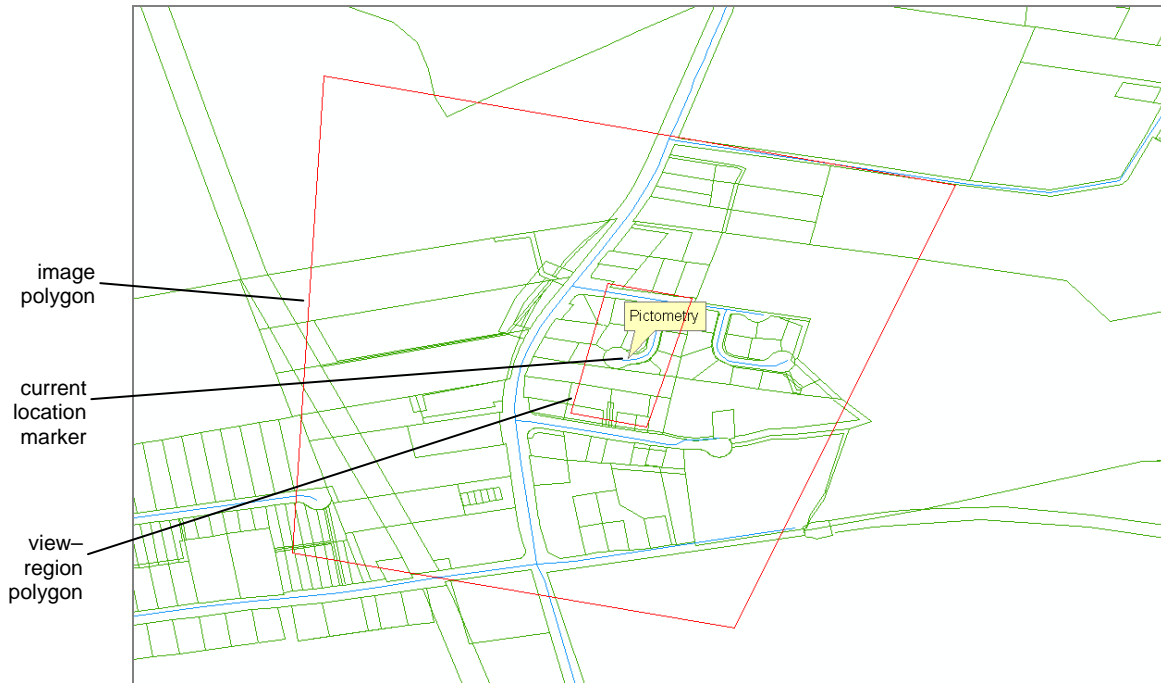 Pictometry
image
polygon
current
location
marker
view–
region
polygon